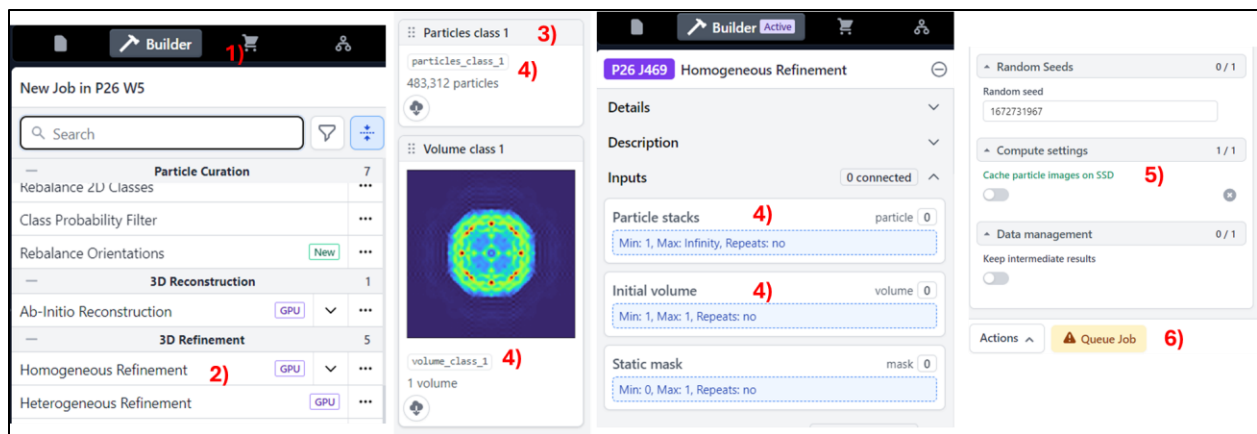 Builder
1)
New Job in P26 W5
Search
Particle Curation 7
Rebalance 2D Classes
Class Probability Filter
Rebalance Orientations New
3D Reconstruction 1
Ab-Initio Reconstruction GPU
3D Refinement 5
Homogeneous Refinement 2) GPU
Heterogeneous Refinement GPU
Particles class 1 3)
particles_class_1 4)
483,312 particles
Volume class 1
volume_class_1 4)
1 volume
Builder Active
P26 J469 Homogeneous Refinement
Details
Description
Inputs 0 connected
Particle stacks 4) particle 0
Min: 1, Max: Infinity, Repeats: no
Initial volume 4) volume 0
Min: 1, Max: 1, Repeats: no
Static mask mask 0
Min: 0, Max: 1, Repeats: no
Random Seeds 0 / 1
Random seed
1672731967
Compute settings 1 / 1
Cache particle images on SSD 5)
Data management 0 / 1
Keep intermediate results
Actions Queue Job 6)